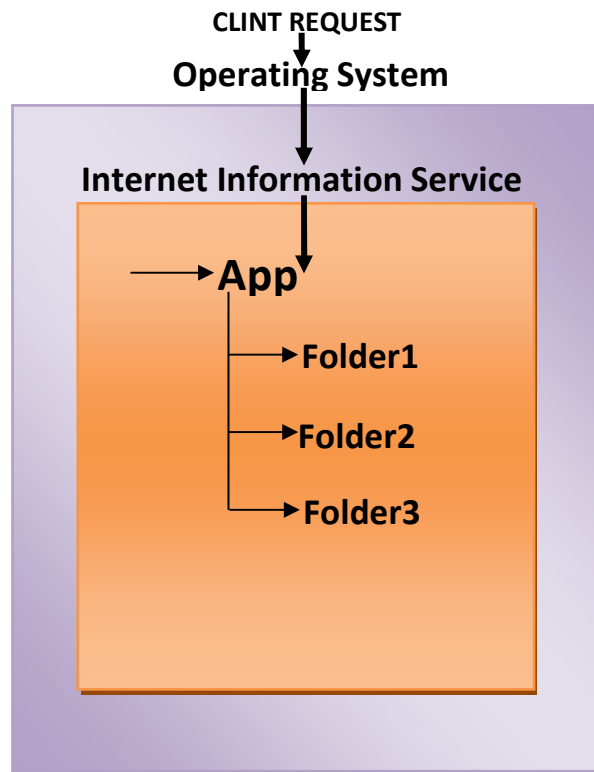 CLINT REQUEST
Operating System
Internet Information Service
App
Folder1
Folder2
Folder3